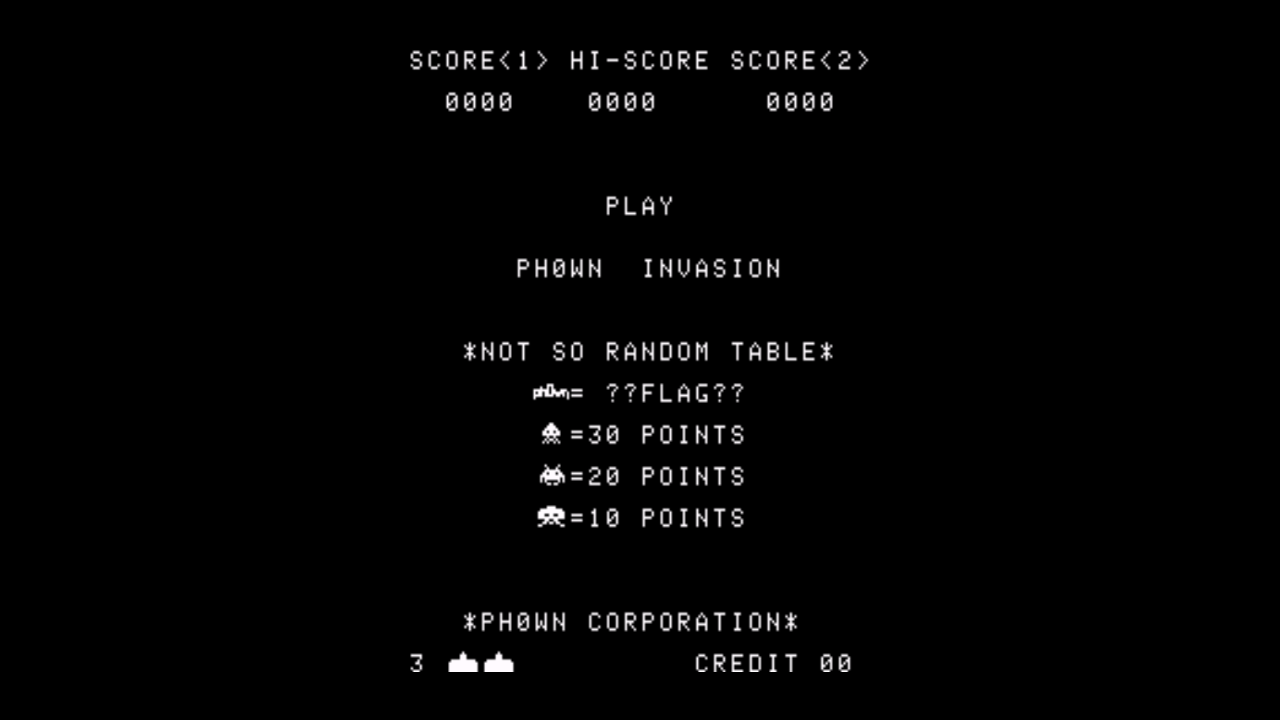 SCORE<1> HI-SCORE SCORE<2>
0000 0000 0000
PLAY
PH0WN INVASION
*NOT SO RANDOM TABLE*
ph0wn= ??FLAG??
=30 POINTS
=20 POINTS
=10 POINTS
*PH0WN CORPORATION*
3 CREDIT 00